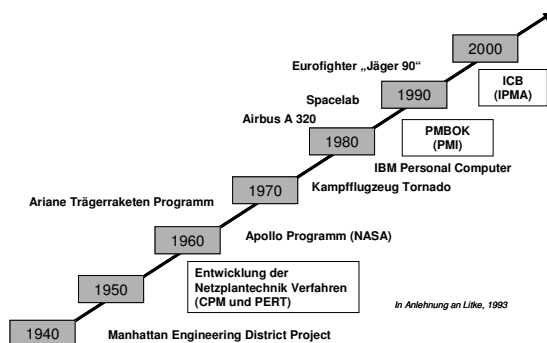 2000
Eurofighter „Jäger 90“
ICB
(IPMA)
1990
Spacelab
Airbus A 320
PMBOK
(PMI)
1980
IBM Personal Computer
1970
Kampfflugzeug Tornado
Ariane Trägerraketen Programm
1960
Apollo Programm (NASA)
Entwicklung der
Netzplantechnik Verfahren
(CPM und PERT)
1950
In Anlehnung an Litke, 1993
1940
Manhattan Engineering District Project